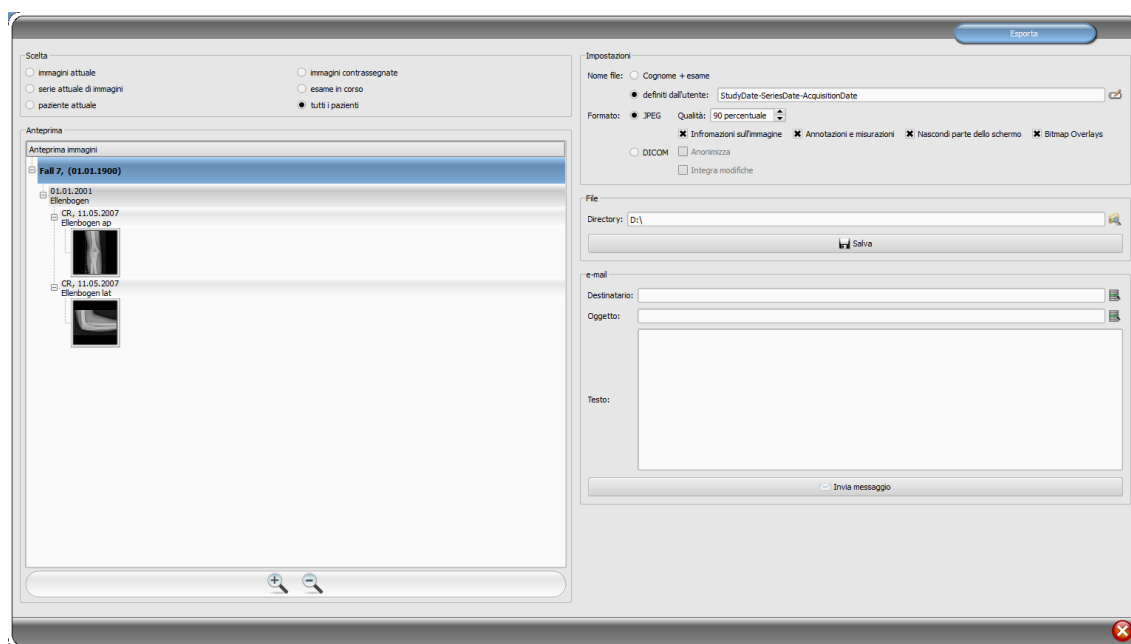 Esporta
Scelta
immagini attuale
immagini contrassegnate
serie attuale di immagini
esame in corso
paziente attuale
tutti i pazienti
Anteprima
Anteprima immagini
Fall 7, (01.01.1900)
01.01.2001
Ellenbogen
CR, 11.05.2007
Ellenbogen ap
CR, 11.05.2007
Ellenbogen lat
Impostazioni
Nome file: Cognome + esame
definiti dall'utente: StudyDate-SeriesDate-AcquisitionDate
Formato: JPEG Qualità: 90 percentuale
Infromazioni sull'immagine Annotazioni e misurazioni Nascondi parte dello schermo Bitmap Overlays
DICOM Anonimizza
Integra modifiche
File
Directory: D:\
Salva
e-mail
Destinatario:
Oggetto:
Testo:
Invia messaggio